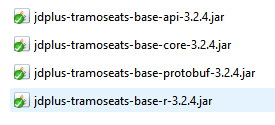 jdplus-tramoseats-base-api-3.2.4.jar
jdplus-tramoseats-base-core-3.2.4.jar
jdplus-tramoseats-base-protobuf-3.2.4.jar
jdplus-tramoseats-base-r-3.2.4.jar